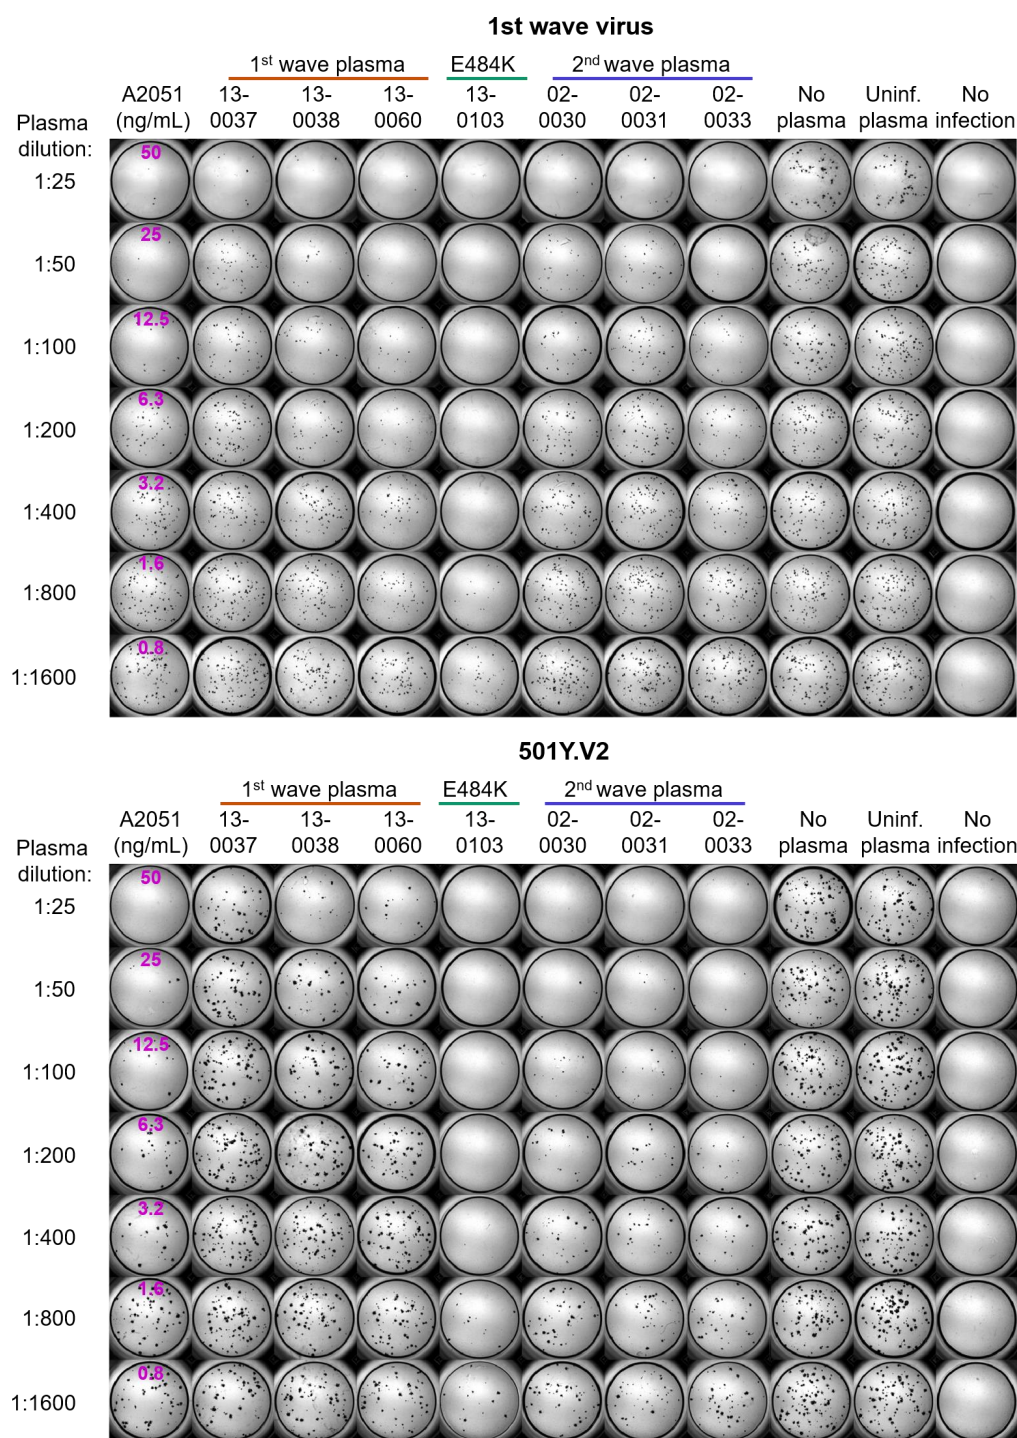 1st wave virus
1st wave plasma E484K 2nd wave plasma
A2051 13- 13- 13- 13- 02- 02- 02- No Uninf. No
Plasma (ng/mL) 0037 0038 0060 0103 0030 0031 0033 plasma plasma infection
dilution: 50
1:25
25
1:50
12.5
1:100
6.3
1:200
3.2
1:400
1.6
1:800
0.8
1:1600
501Y.V2
1st wave plasma E484K 2nd wave plasma
A2051 13- 13- 13- 13- 02- 02- 02- No Uninf. No
Plasma (ng/mL) 0037 0038 0060 0103 0030 0031 0033 plasma plasma infection
dilution: 50
1:25
25
1:50
12.5
1:100
6.3
1:200
3.2
1:400
1.6
1:800
0.8
1:1600